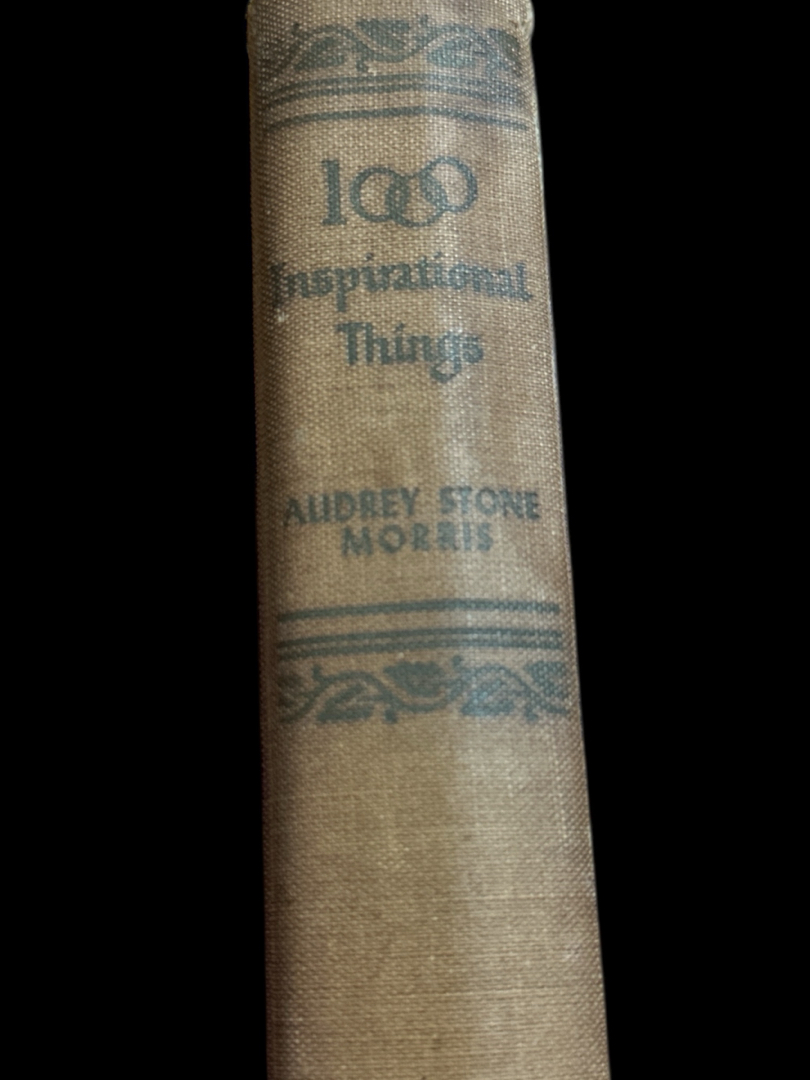 1000
Inspirational
Things
AUDREY STONE
MORRIS